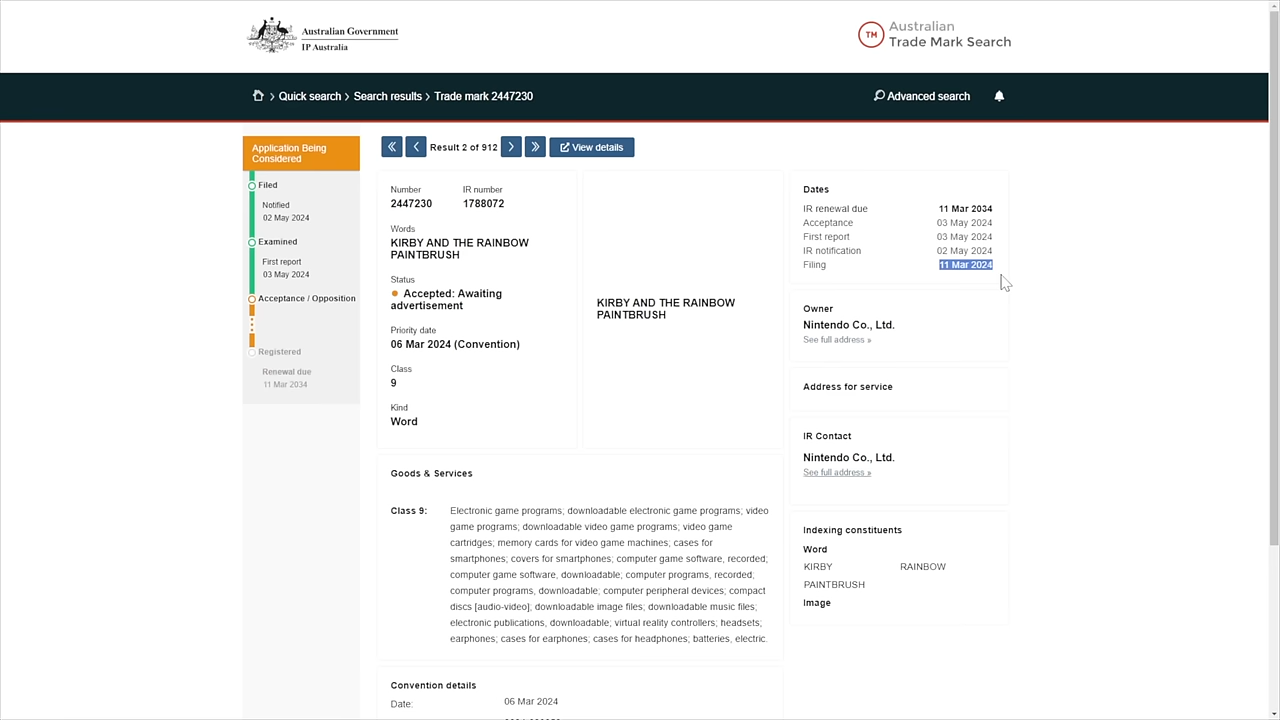 Australian Government
IP Australia
TM
Australian
Trade Mark Search
Quick search > Search results > Trade mark 2447230
Advanced search
Application Being
Considered
Filed
Notified
02 May 2024
Examined
First report
03 May 2024
Acceptance / Opposition
Registered
Renewal due
11 Mar 2034
Result 2 of 912
View details
Number IR number
2447230 1788072
Words
KIRBY AND THE RAINBOW
PAINTBRUSH
Status
Accepted: Awaiting
advertisement
Priority date
06 Mar 2024 (Convention)
Class
9
Kind
Word
KIRBY AND THE RAINBOW
PAINTBRUSH
Goods & Services
Class 9: Electronic game programs; downloadable electronic game programs; video
game programs; downloadable video game programs; video game
cartridges; memory cards for video game machines; cases for
smartphones; covers for smartphones; computer game software, recorded;
computer game software, downloadable; computer programs, recorded,
computer programs, downloadable; computer peripheral devices; compact
discs [audio-video], downloadable image files; downloadable music files;
electronic publications, downloadable; virtual reality controllers; headsets;
earphones; cases for earphones; cases for headphones; batteries, electric.
Convention details
Date: 06 Mar 2024
Dates
IR renewal due 11 Mar 2034
Acceptance 03 May 2024
First report 03 May 2024
IR notification 02 May 2024
Filing 11 Mar 2024
Owner
Nintendo Co., Ltd.
See full address »
Address for service
IR Contact
Nintendo Co., Ltd.
See full address »
Indexing constituents
Word
KIRBY RAINBOW
PAINTBRUSH
Image